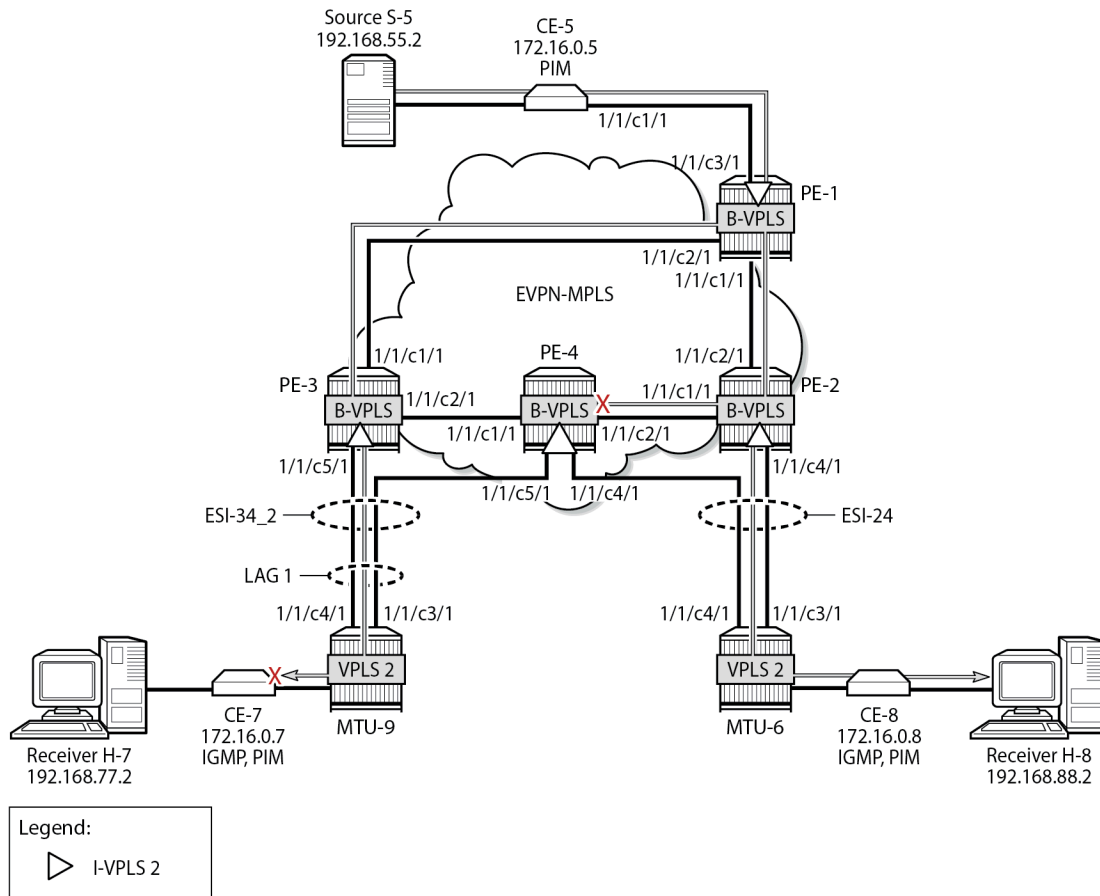 Source S-5
192.168.55.2
CE-5
172.16.0.5
PIM
1/1/c1/1
1/1/c3/1
PE-1
B-VPLS
1/1/c2/1
1/1/c1/1
EVPN-MPLS
1/1/c1/1
PE-4
1/1/c2/1
PE-3
1/1/c2/1
1/1/c1/1
PE-2
B-VPLS
B-VPLS
X
B-VPLS
1/1/c1/1
1/1/c2/1
1/1/c5/1
1/1/c4/1
1/1/c5/1
1/1/c4/1
ESI-34_2
ESI-24
LAG 1
1/1/c4/1
1/1/c3/1
1/1/c4/1
1/1/c3/1
VPLS 2
X
VPLS 2
CE-7
172.16.0.7
IGMP, PIM
MTU-9
MTU-6
CE-8
172.16.0.8
IGMP, PIM
Receiver H-7
192.168.77.2
Receiver H-8
192.168.88.2
Legend:
I-VPLS 2